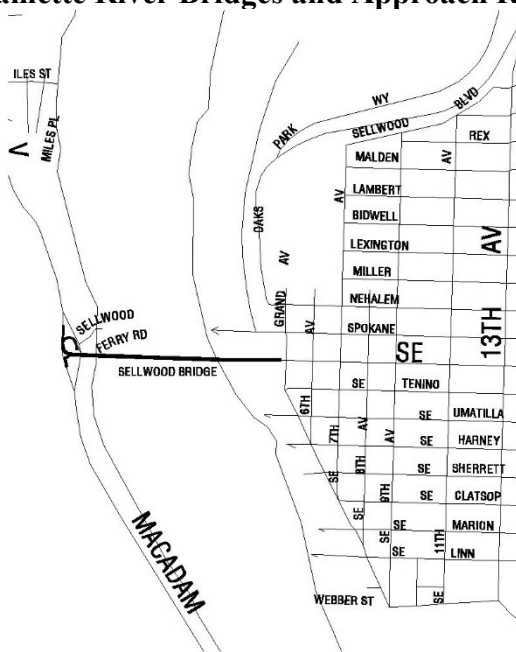 amette River Bridges and Approach R
ILES ST
MILES PL
V
PARK WY
SELLWOOD BLVD
REX
MALDEN
AV
AV
LAMBERT
BIDWELL
OAKS
LEXINGTON
AV
AV
MILLER
NEHALEM
GRAND
SPOKANE
AV
13TH
SE
SELLWOOD
FERRY RD
SELLWOOD BRIDGE
SE TENINO
6TH
SE UMATILLA
7TH
AV
AV
SE HARNEY
8TH
SE
SE SHERRETT
9TH
SE CLATSOP
SE
SE MARION
SE
11TH
SE LINN
MACADAM
WEBBER ST
SE